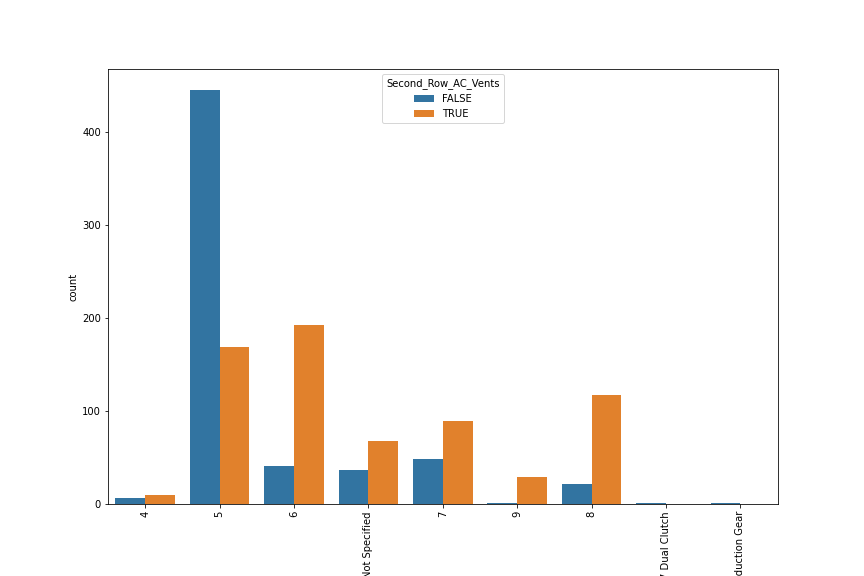 Second_Row_AC_Vents
FALSE
TRUE
count
400
300
200
100
0
4
5
6
Not Specified
7
9
8
7 Dual Clutch
Gear